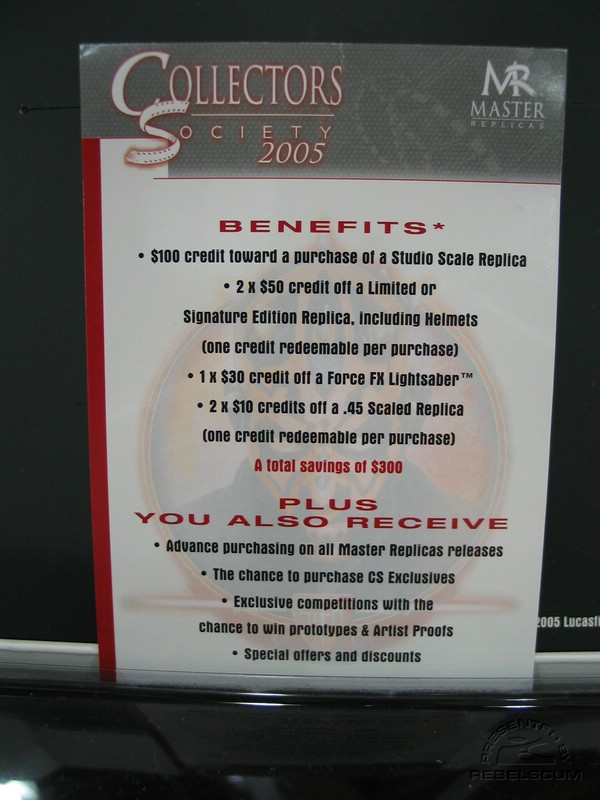 COLLECTORS
SOCIETY
2005
MR
MASTER
REPLICAS
BENEFITS*
• $100 credit toward a purchase of a Studio Scale Replica
• 2 x $50 credit off a Limited or
Signature Edition Replica, including Helmets
(one credit redeemable per purchase)
• 1 x $30 credit off a Force FX Lightsaber™
• 2 x $10 credits off a .45 Scaled Replica
(one credit redeemable per purchase)
A total savings of $300
PLUS
YOU ALSO RECEIVE
• Advance purchasing on all Master Replicas releases
• The chance to purchase CS Exclusives
• Exclusive competitions with the
chance to win prototypes & Artist Proofs
• Special offers and discounts
2005
PRESENTED BY
REBELSCUM